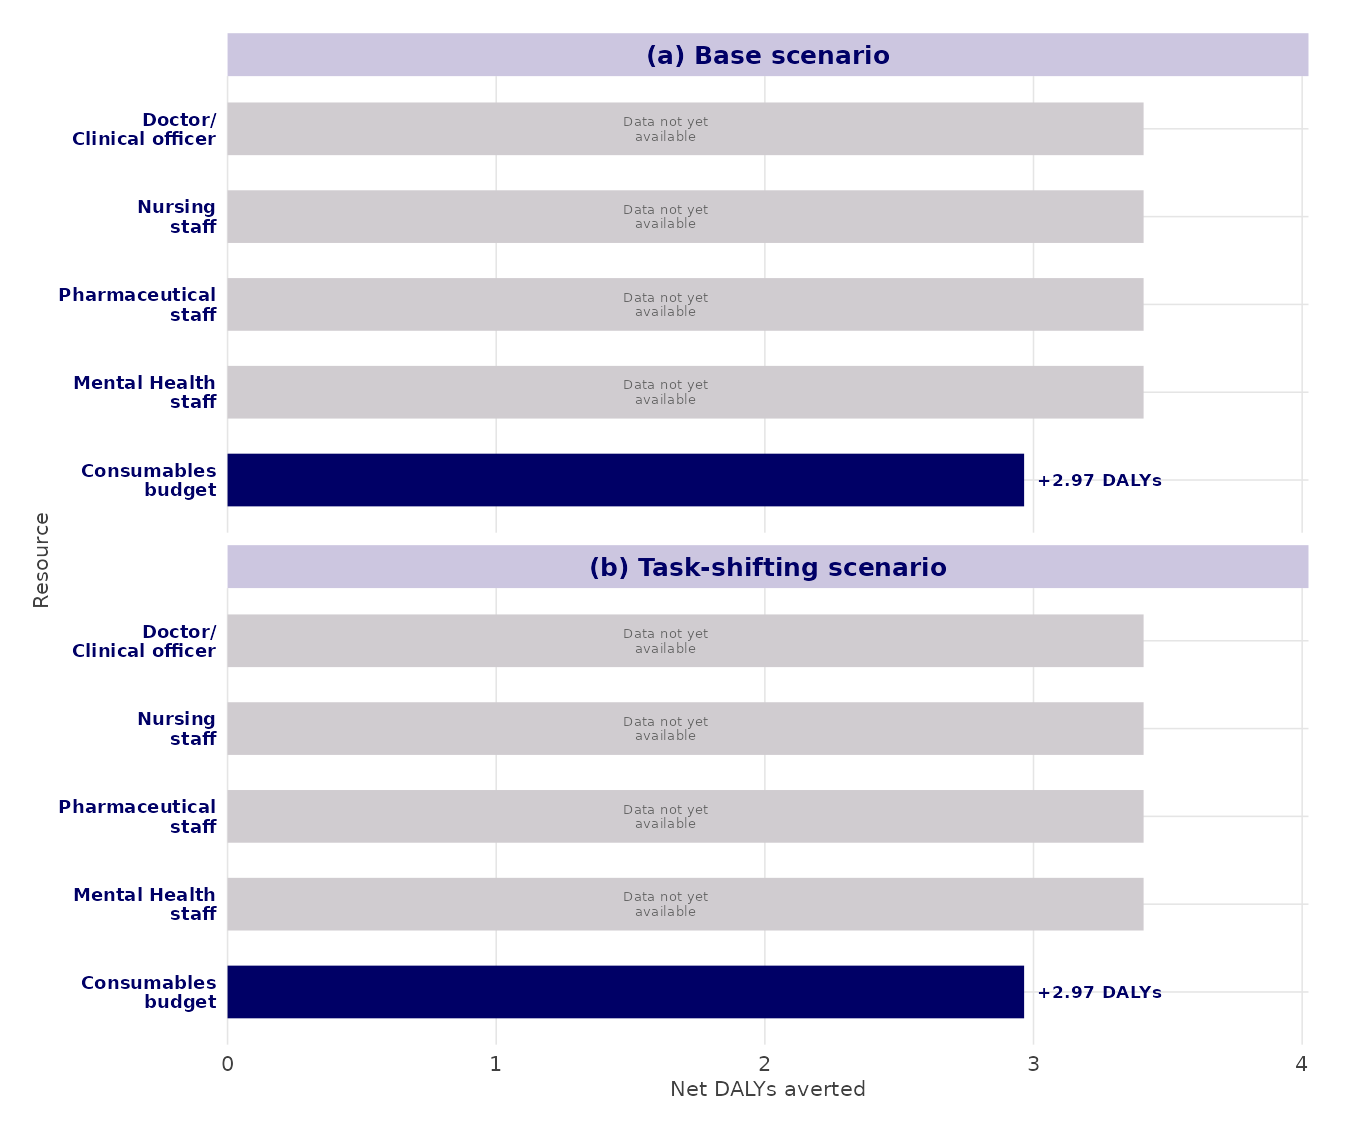 (a) Base scenario
Doctor/
Clinical officer
Data not yet
available
Nursing
staff
Data not yet
available
Pharmaceutical
staff
Data not yet
available
Mental Health
staff
Data not yet
available
Consumables
budget
+2.97 DALYs
Resource
(b) Task-shifting scenario
Doctor/
Clinical officer
Data not yet
available
Nursing
staff
Data not yet
available
Pharmaceutical
staff
Data not yet
available
Mental Health
staff
Data not yet
available
Consumables
budget
+2.97 DALYs
0 1 2 3 4
Net DALYs averted